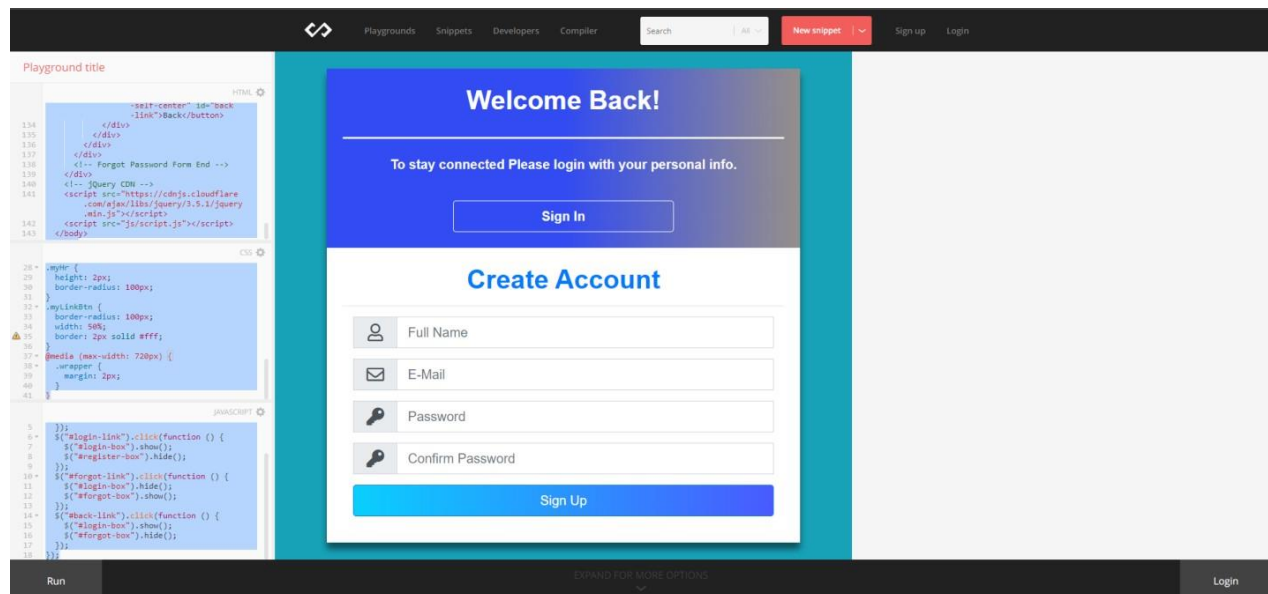 Playgrounds Snippets Developers Compiler Search All New snippet Sign up Login
Playground title
HTML
-self-center" id="back
-link">Back</button>
134 </div>
135 </div>
136 </div>
137 </div>
138 <!-- Forgot Password Form End -->
139 </div>
140 <!-- jQuery CDN -->
141 <script src="https://cdnjs.cloudflare
.com/ajax/libs/jquery/3.5.1/jquery
.min.js"></script>
142 <script src="js/script.js"></script>
143 </body>
CSS
28 .myHr {
29 height: 2px;
30 border-radius: 100px;
31 }
32 .myLinkBtn {
33 border-radius: 100px;
34 width: 50%;
35 border: 2px solid #fff;
36 }
37 @media (max-width: 720px) {
38 .wrapper {
39 margin: 2px;
40 }
41 }
JAVASCRIPT
5 });
6 $("#login-link").click(function () {
7 $("#login-box").show();
8 $("#register-box").hide();
9 });
10 $("#forgot-link").click(function () {
11 $("#login-box").hide();
12 $("#forgot-box").show();
13 });
14 $("#back-link").click(function () {
15 $("#login-box").show();
16 $("#forgot-box").hide();
17 });
18 });
Welcome Back!
To stay connected Please login with your personal info.
Sign In
Create Account
Full Name
E-Mail
Password
Confirm Password
Sign Up
Run EXPAND FOR MORE OPTIONS Login